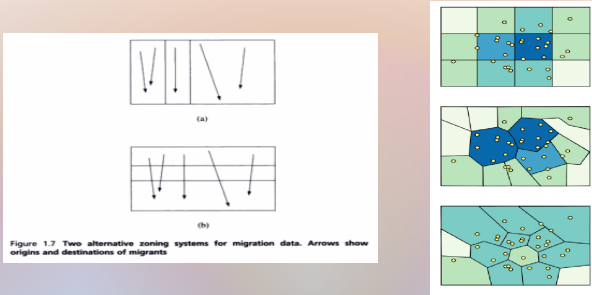 (a)
(b)
Figure 1.7 Two alternative zoning systems for migration data. Arrows show
origins and destinations of migrants